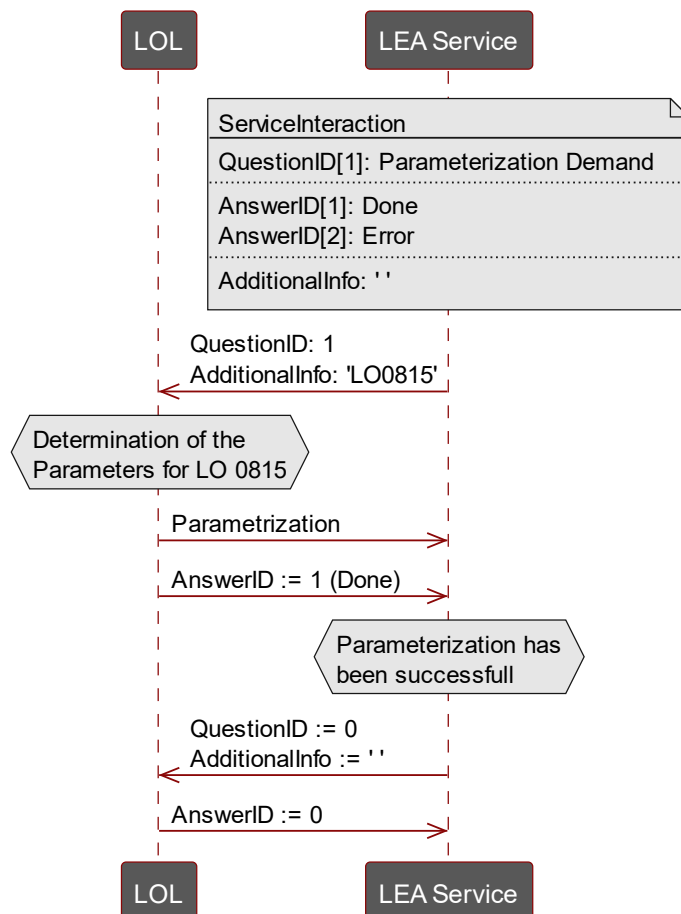 LOL
LEA Service
ServiceInteraction
QuestionID[1]: Parameterization Demand
AnswerID[1]: Done
AnswerID[2]: Error
AdditionalInfo: ' '
QuestionID: 1
AdditionalInfo: 'LO0815'
Determination of the
Parameters for LO 0815
Parametrization
AnswerID := 1 (Done)
Parameterization has
been successfull
QuestionID := 0
AdditionalInfo := ' '
AnswerID := 0
LOL
LEA Service